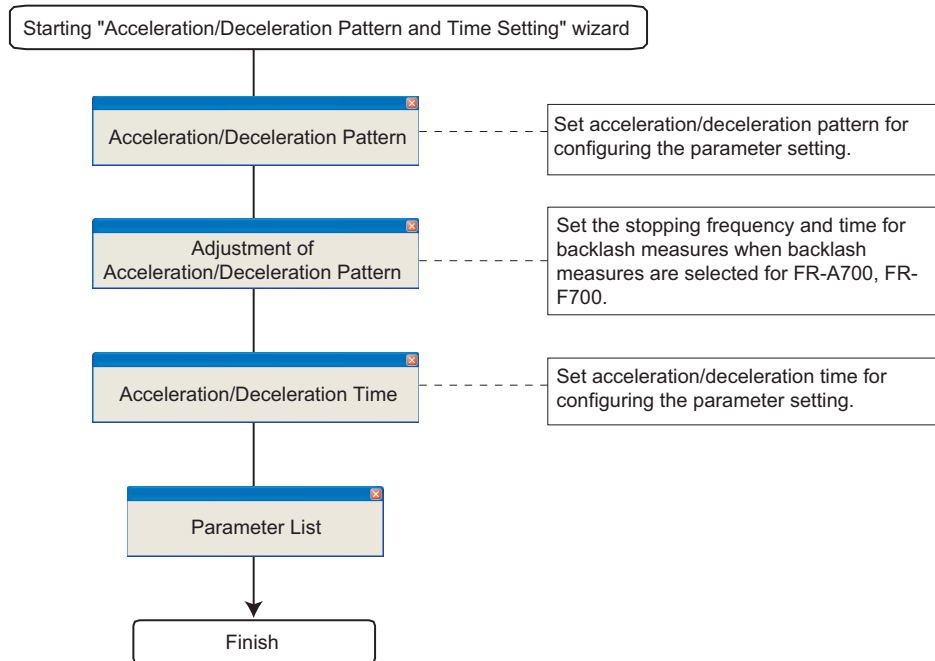 Starting "Acceleration/Deceleration Pattern and Time Setting" wizard
Acceleration/Deceleration Pattern
Set acceleration/deceleration pattern for
configuring the parameter setting.
Adjustment of
Acceleration/Deceleration Pattern
Set the stopping frequency and time for
backlash measures when backlash
measures are selected for FR-A700, FR-
F700.
Acceleration/Deceleration Time
Set acceleration/deceleration time for
configuring the parameter setting.
Parameter List
Finish